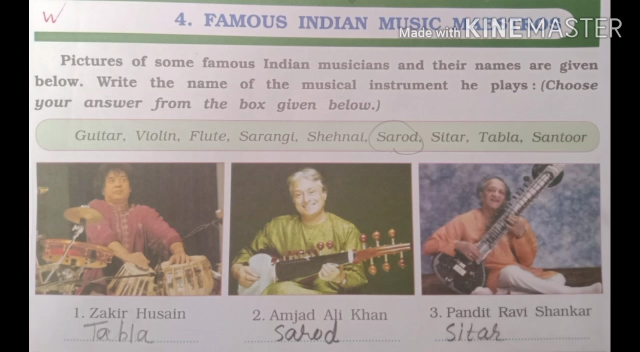 W
4. FAMOUS INDIAN MUSIC
Made with KINEMASTER
Pictures of some famous Indian musicians and their names are given
below. Write the name of the musical instrument he plays : (Choose
your answer from the box given below.)
Guitar, Violin, Flute, Sarangi, Shehnai, Sarod, Sitar, Tabla, Santoor
1. Zakir Husain
2. Amjad Ali Khan
3. Pandit Ravi Shankar
Tabla
Sarod
Sitar